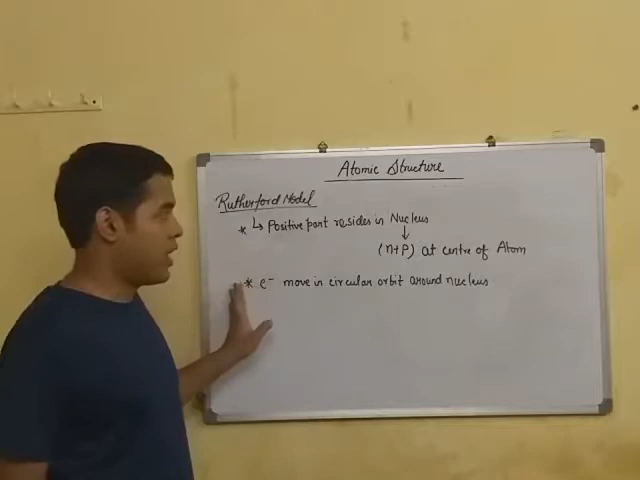 Atomic Structure
Rutherford Model
* ↳ Positive part resides in Nucleus
↓
(n+P) at centre of Atom
* e⁻ move in circular orbit around nucleus